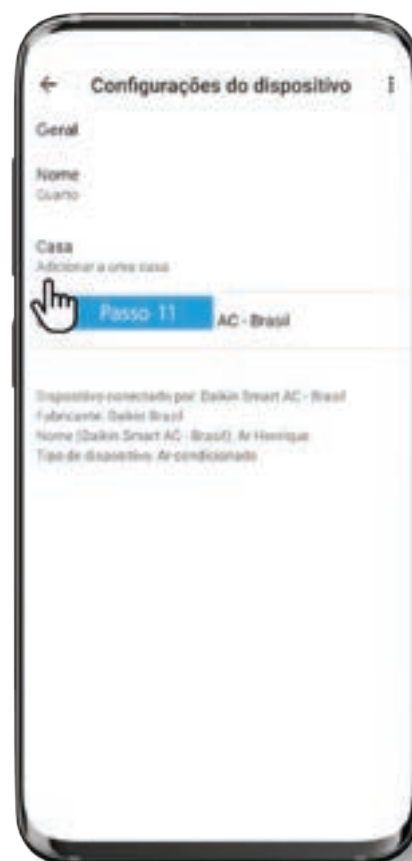 Configurações do dispositivo
Geral
Nome
Quarto
Casa
Adicionar a uma casa
Passo 11
AC - Brasil
Dispositivo conectado por: Daikin Smart AC - Brasil
Fabricante: Daikin Brasil
Nome (Daikin Smart AC - Brasil): Ar Henrique
Tipo de dispositivo: Ar-condicionado